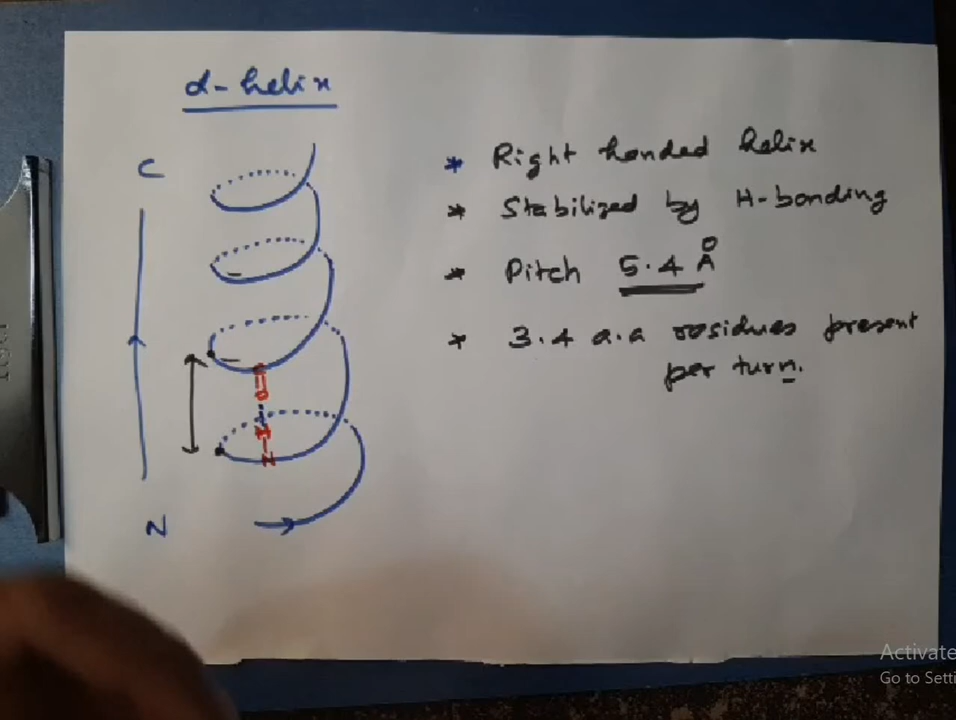 α-helix
C
* Right handed helix
* Stabilized by H-bonding
* Pitch 5.4 Å
* 3.4 a.a residues present
per turn.
O
H
N
N
Activate
Go to Setti